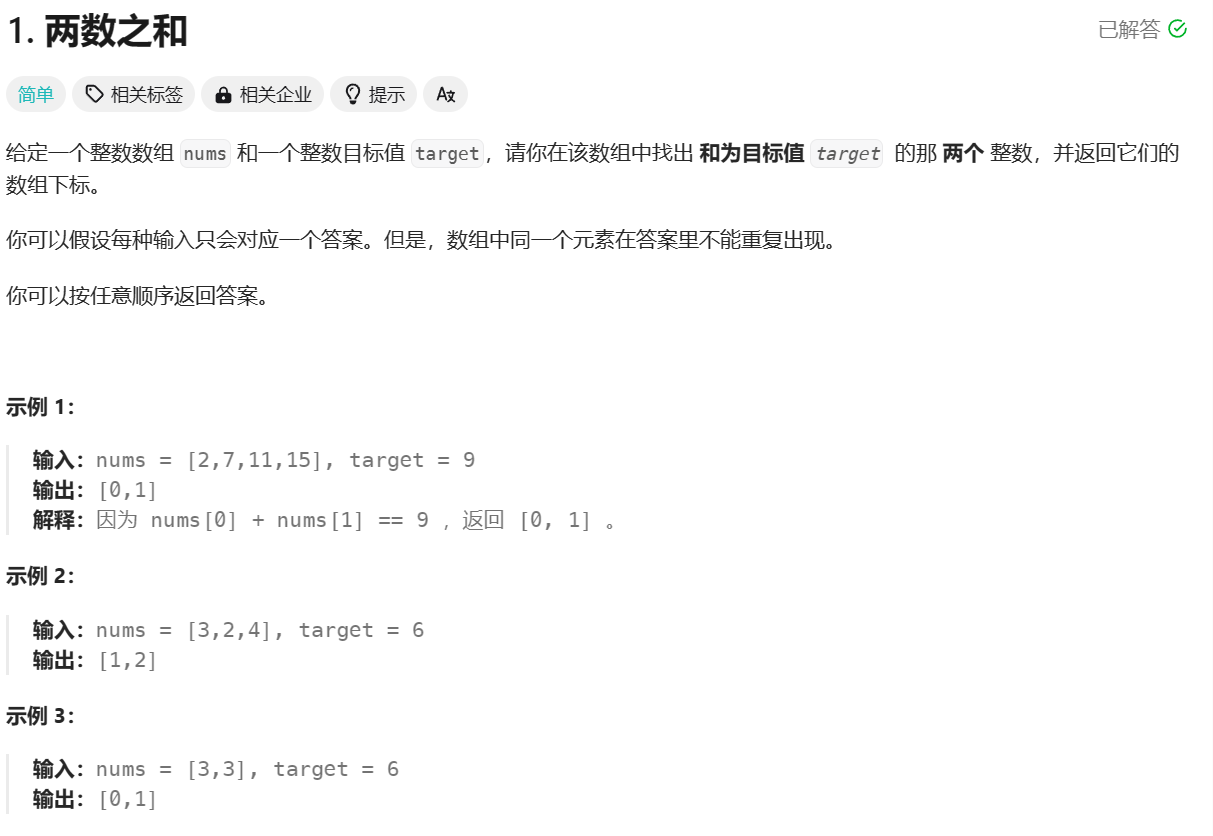 1. 两数之和
已解答
简单 相关标签 相关企业 提示 A文
给定一个整数数组 nums 和一个整数目标值 target，请你在该数组中找出 和为目标值 target 的那 两个 整数，并返回它们的
数组下标。
你可以假设每种输入只会对应一个答案。但是，数组中同一个元素在答案里不能重复出现。
你可以按任意顺序返回答案。
示例 1：
输入：nums = [2,7,11,15], target = 9
输出：[0,1]
解释：因为 nums[0] + nums[1] == 9 ，返回 [0, 1] 。
示例 2：
输入：nums = [3,2,4], target = 6
输出：[1,2]
示例 3：
输入：nums = [3,3], target = 6
输出：[0,1]